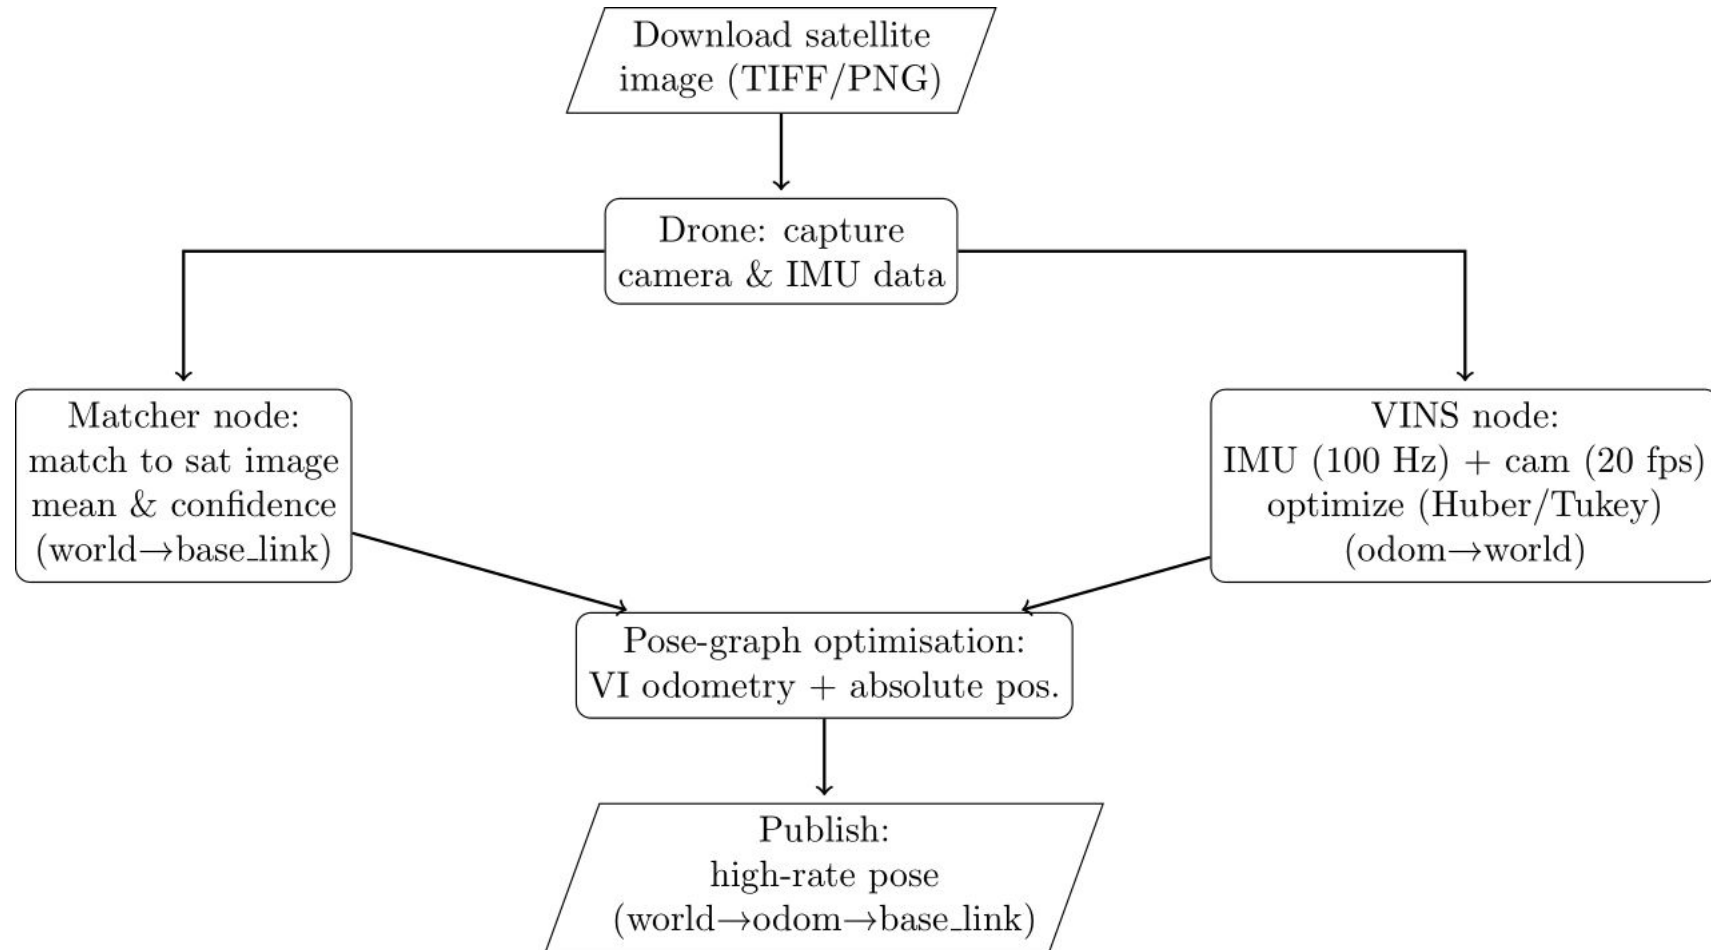 Download satellite
image (TIFF/PNG)
Drone: capture
camera & IMU data
Matcher node:
match to sat image
mean & confidence
(world→base_link)
VINS node:
IMU (100 Hz) + cam (20 fps)
optimize (Huber/Tukey)
(odom→world)
Pose-graph optimisation:
VI odometry + absolute pos.
Publish:
high-rate pose
(world→odom→base_link)